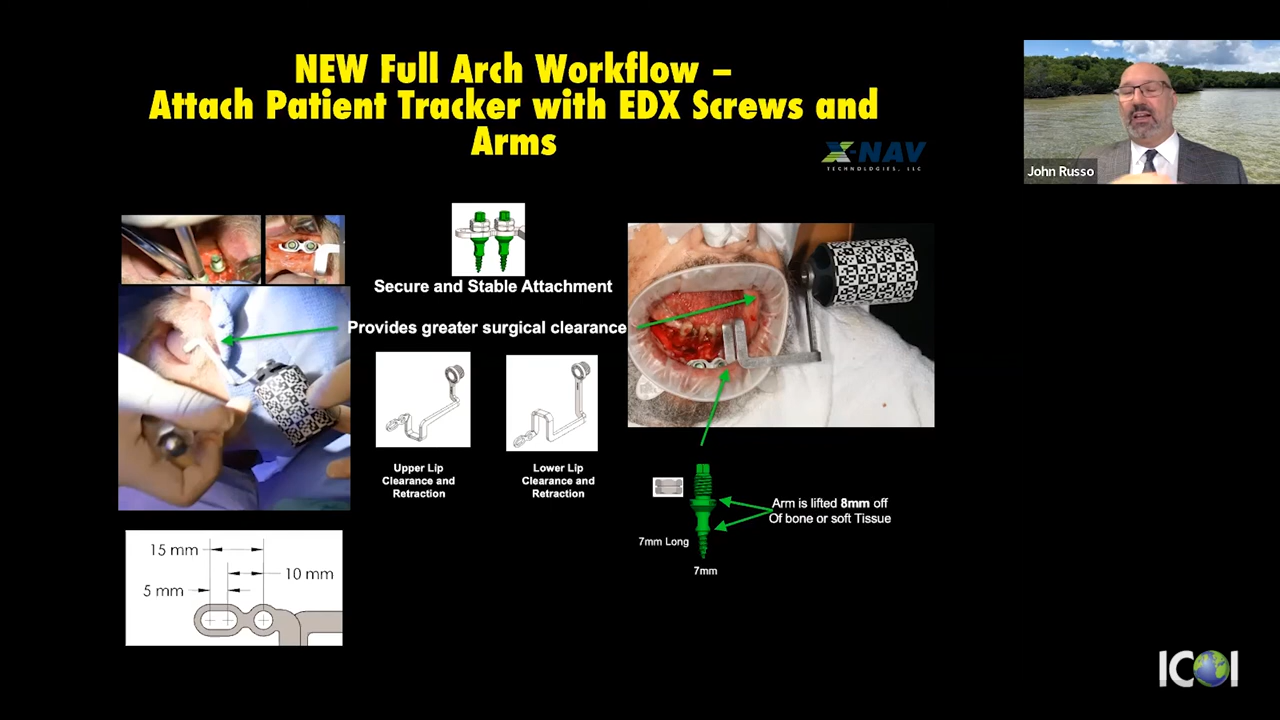 NEW Full Arch Workflow –
Attach Patient Tracker with EDX Screws and
Arms
X-NAV
TECHNOLOGIES, LLC
John Russo
Secure and Stable Attachment
Provides greater surgical clearance
Upper Lip
Clearance and
Retraction
Lower Lip
Clearance and
Retraction
Arm is lifted 8mm off
Of bone or soft Tissue
7mm Long
7mm
15 mm
10 mm
5 mm
ICOI